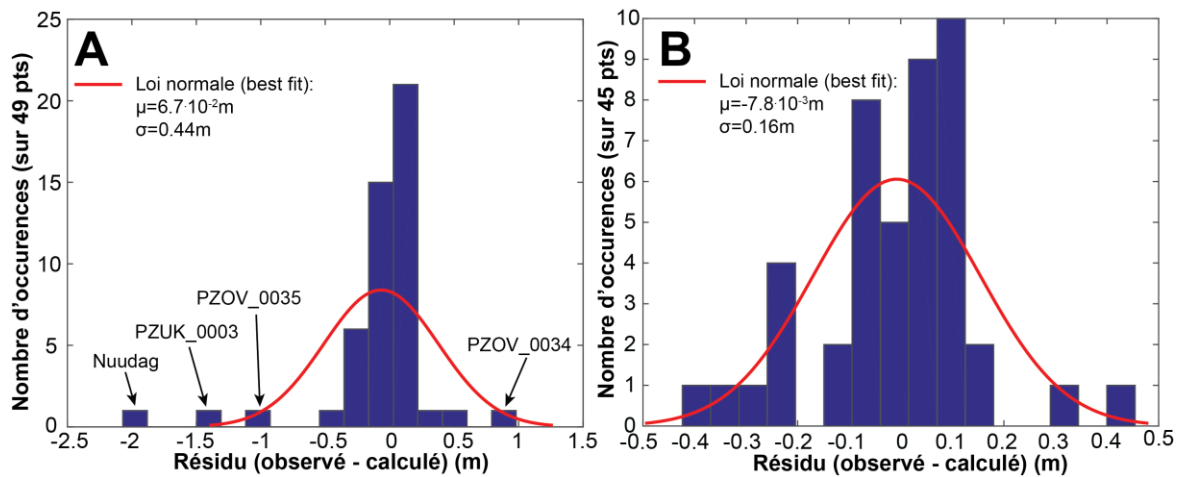 A
Loi normale (best fit):
μ=6.7·10⁻²m
σ=0.44m
Nuudag
PZUK_0003
PZOV_0035
PZOV_0034
Nombre d'occurences (sur 49 pts)
25
20
15
10
5
0
-2.5 -2 -1.5 -1 -0.5 0 0.5 1 1.5
Résidu (observé - calculé) (m)
B
Loi normale (best fit):
μ=-7.8·10⁻³m
σ=0.16m
Nombre d'occurences (sur 45 pts)
10
9
8
7
6
5
4
3
2
1
0
-0.5 -0.4 -0.3 -0.2 -0.1 0 0.1 0.2 0.3 0.4 0.5
Résidu (observé - calculé) (m)